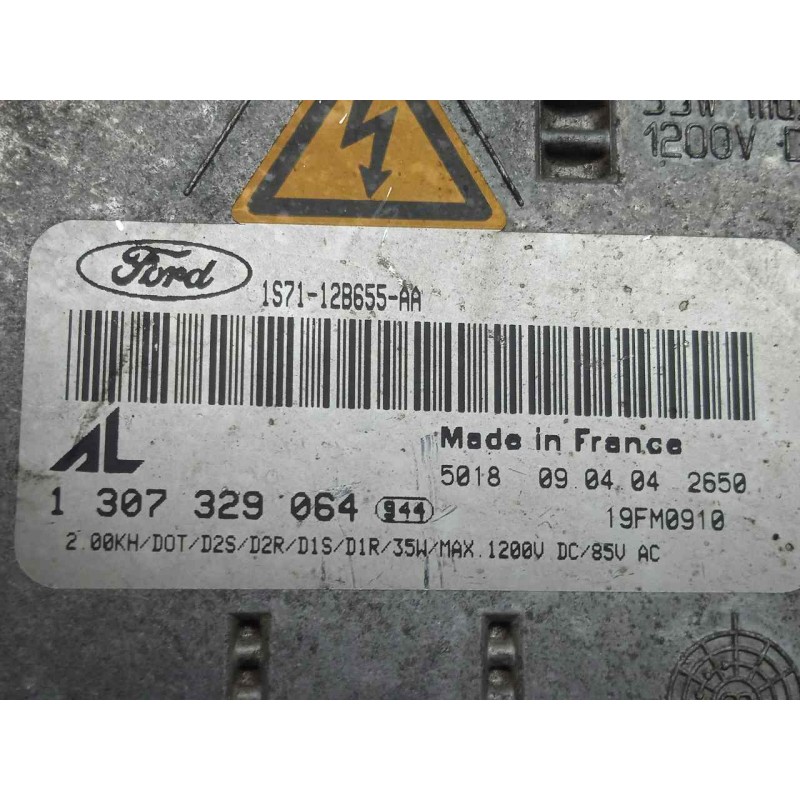 1200V D
Ford
1S71-12B655-AA
AL
Made in France
5018 09.04.04 2650
1 307 329 064 944
19FM0910
2.00KH/DOT/D2S/D2R/D1S/D1R/35W/MAX.1200V DC/85V AC